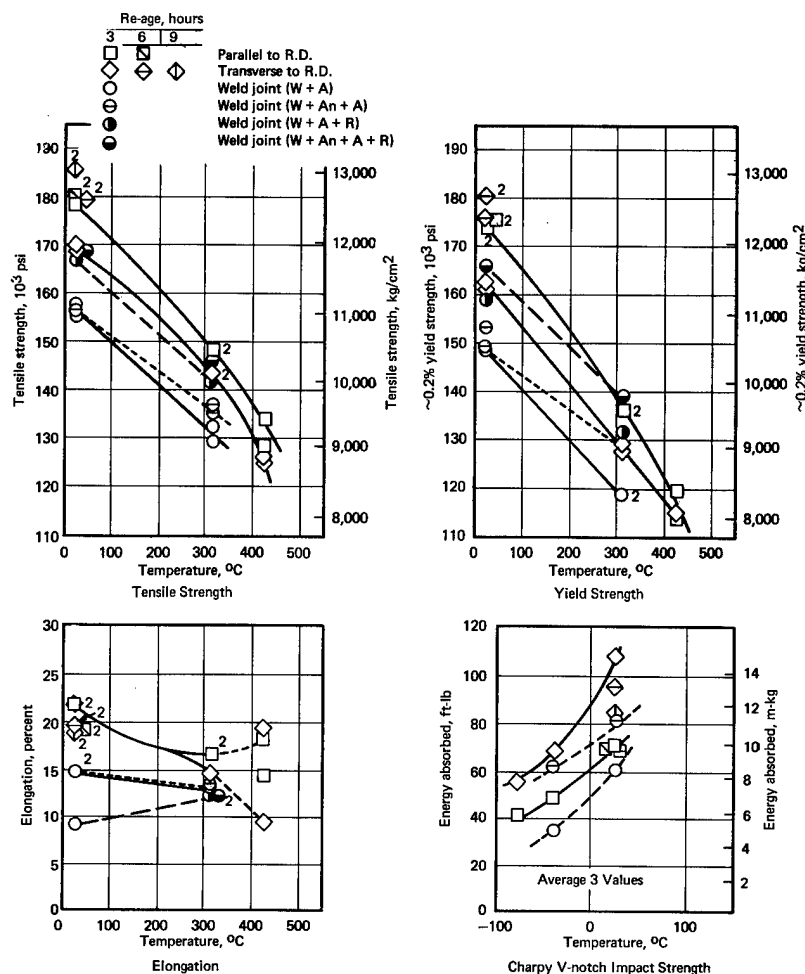 Re-age, hours
3 6 9
Parallel to R.D.
Transverse to R.D.
Weld joint (W + A)
Weld joint (W + An + A)
Weld joint (W + A + R)
Weld joint (W + An + A + R)
190
180
170
160
150
140
130
120
110
Tensile strength, 10³ psi
13,000
12,000
11,000
10,000
9,000
8,000
Tensile strength, kg/cm²
2
2
2
2
2
0 100 200 300 400 500
Temperature, °C
Tensile Strength
190
180
170
160
150
140
130
120
110
~0.2% yield strength, 10³ psi
13,000
12,000
11,000
10,000
9,000
8,000
~0.2% yield strength, kg/cm²
2
2
2
2
0 100 200 300 400 500
Temperature, °C
Yield Strength
30
25
20
15
10
5
0
Elongation, percent
2
2
2
2
2
2
0 100 200 300 400 500
Temperature, °C
Elongation
120
100
80
60
40
20
0
Energy absorbed, ft-lb
14
12
10
8
6
4
2
Energy absorbed, m-kg
Average 3 Values
−100 0 100
Temperature, °C
Charpy V-notch Impact Strength